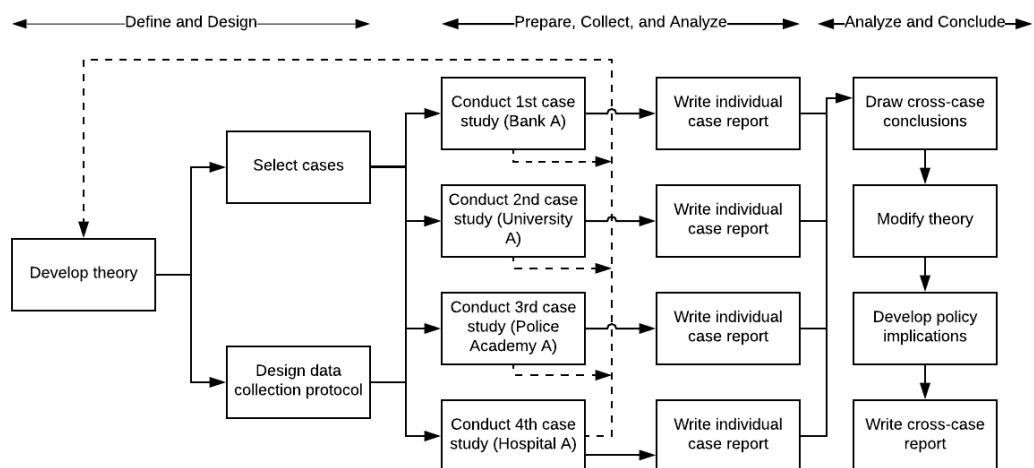 Define and Design
Prepare, Collect, and Analyze
Analyze and Conclude
Develop theory
Select cases
Design data
collection protocol
Conduct 1st case
study (Bank A)
Conduct 2nd case
study (University
A)
Conduct 3rd case
study (Police
Academy A)
Conduct 4th case
study (Hospital A)
Write individual
case report
Write individual
case report
Write individual
case report
Write individual
case report
Draw cross-case
conclusions
Modify theory
Develop policy
implications
Write cross-case
report